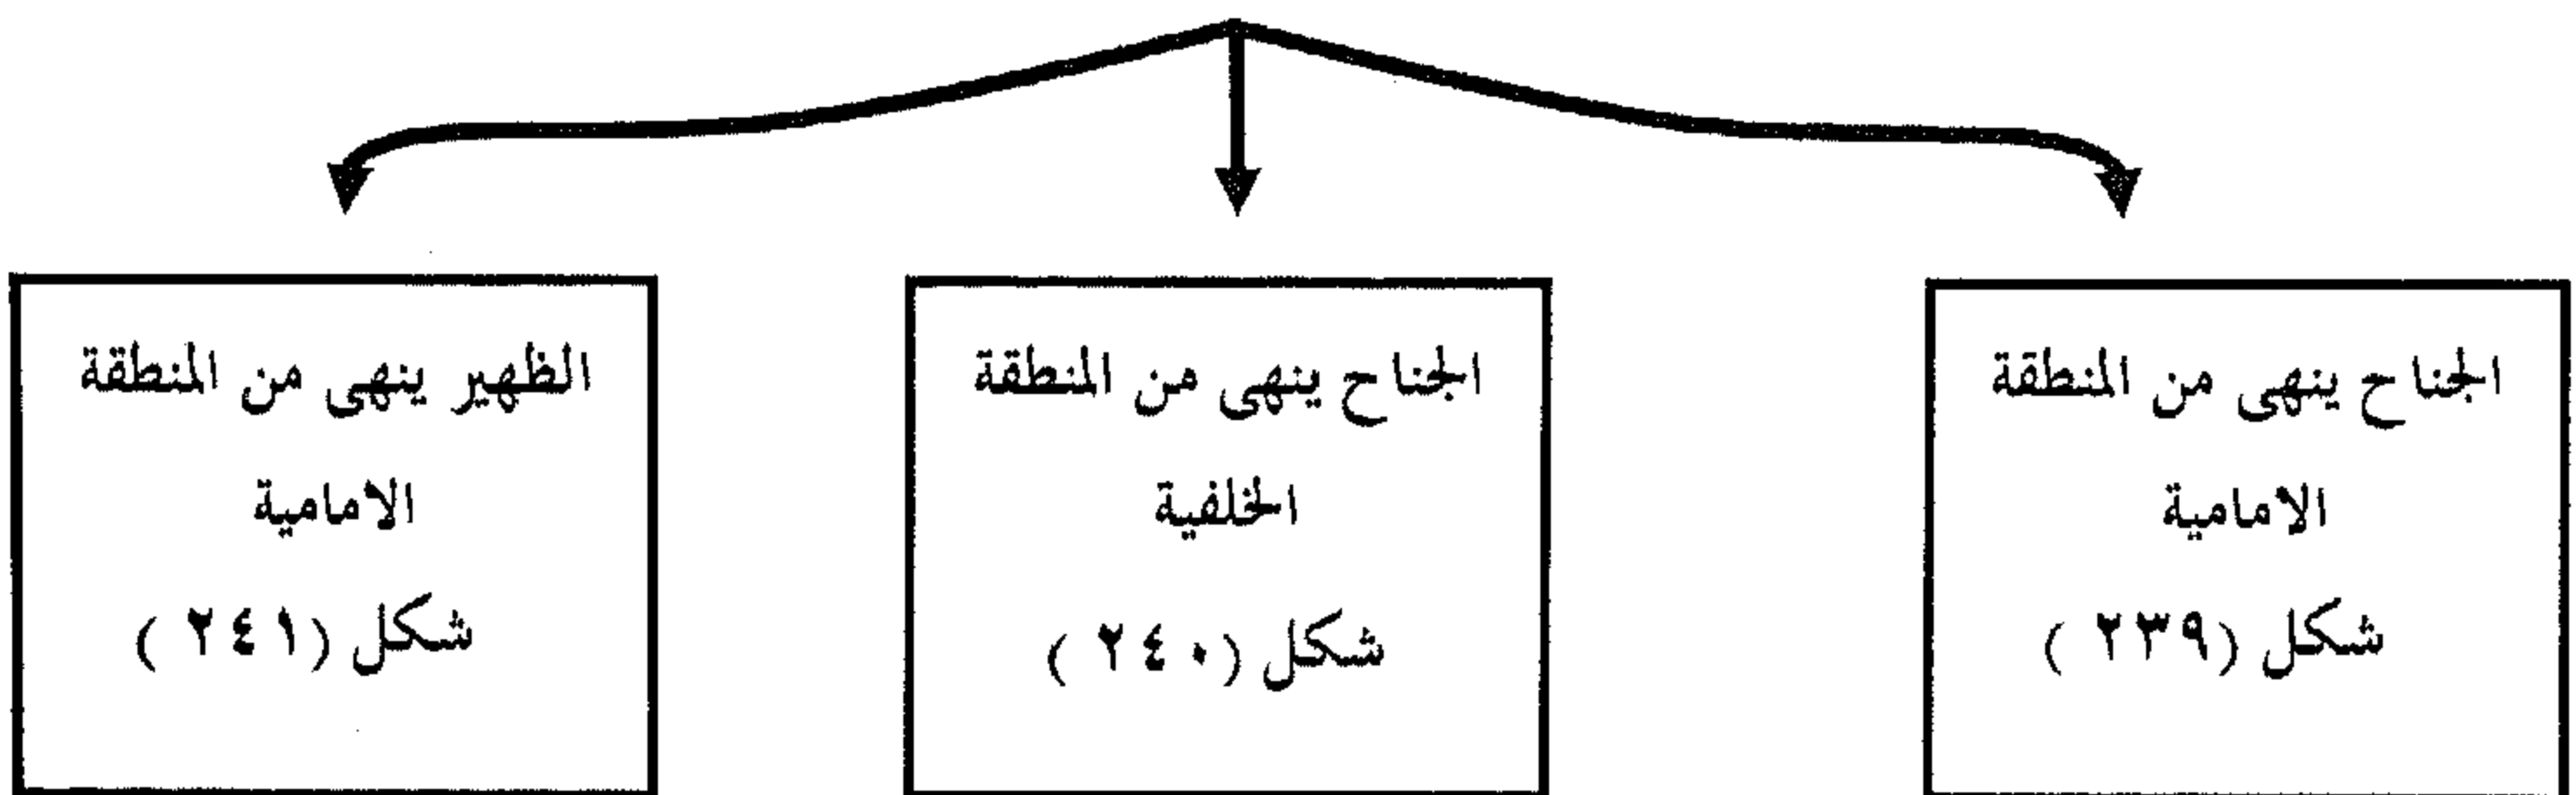 الجناح ينهى من المنطقة
الامامية
شكل (٢٣٩ )
الجناح ينهى من المنطقة
الخلفية
شكل (٢٤٠ )
الظهير ينهى من المنطقة
الامامية
شكل (٢٤١ )